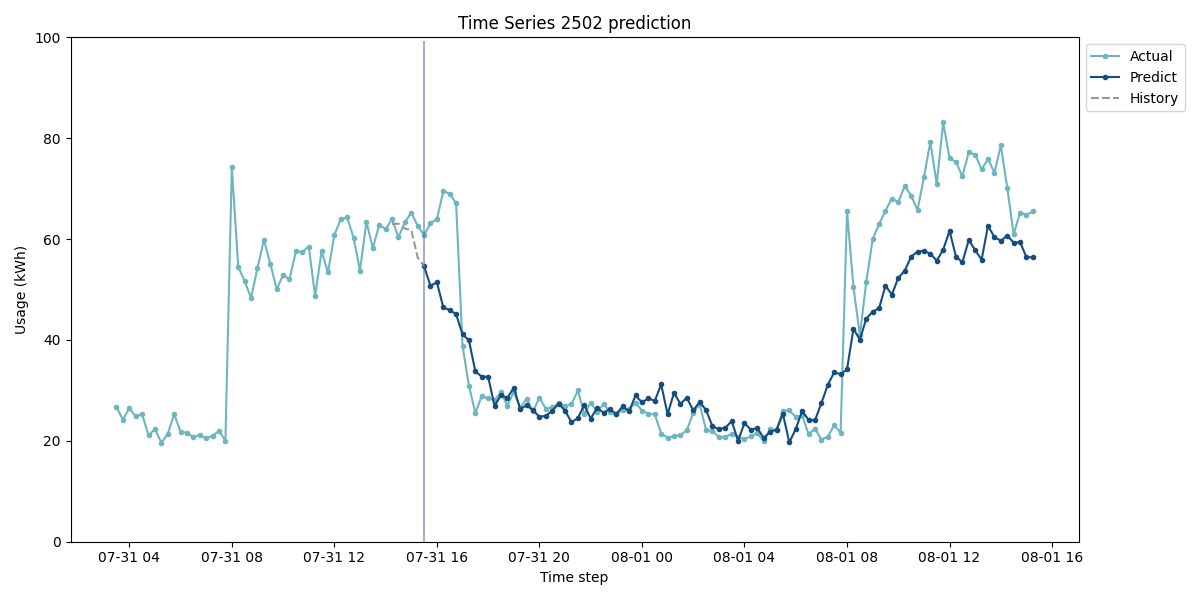 Time Series 2502 prediction
100
80
60
40
20
0
Usage (kWh)
07-31 04
07-31 08
07-31 12
07-31 16
07-31 20
08-01 00
08-01 04
08-01 08
08-01 12
08-01 16
Time step
Actual
Predict
History